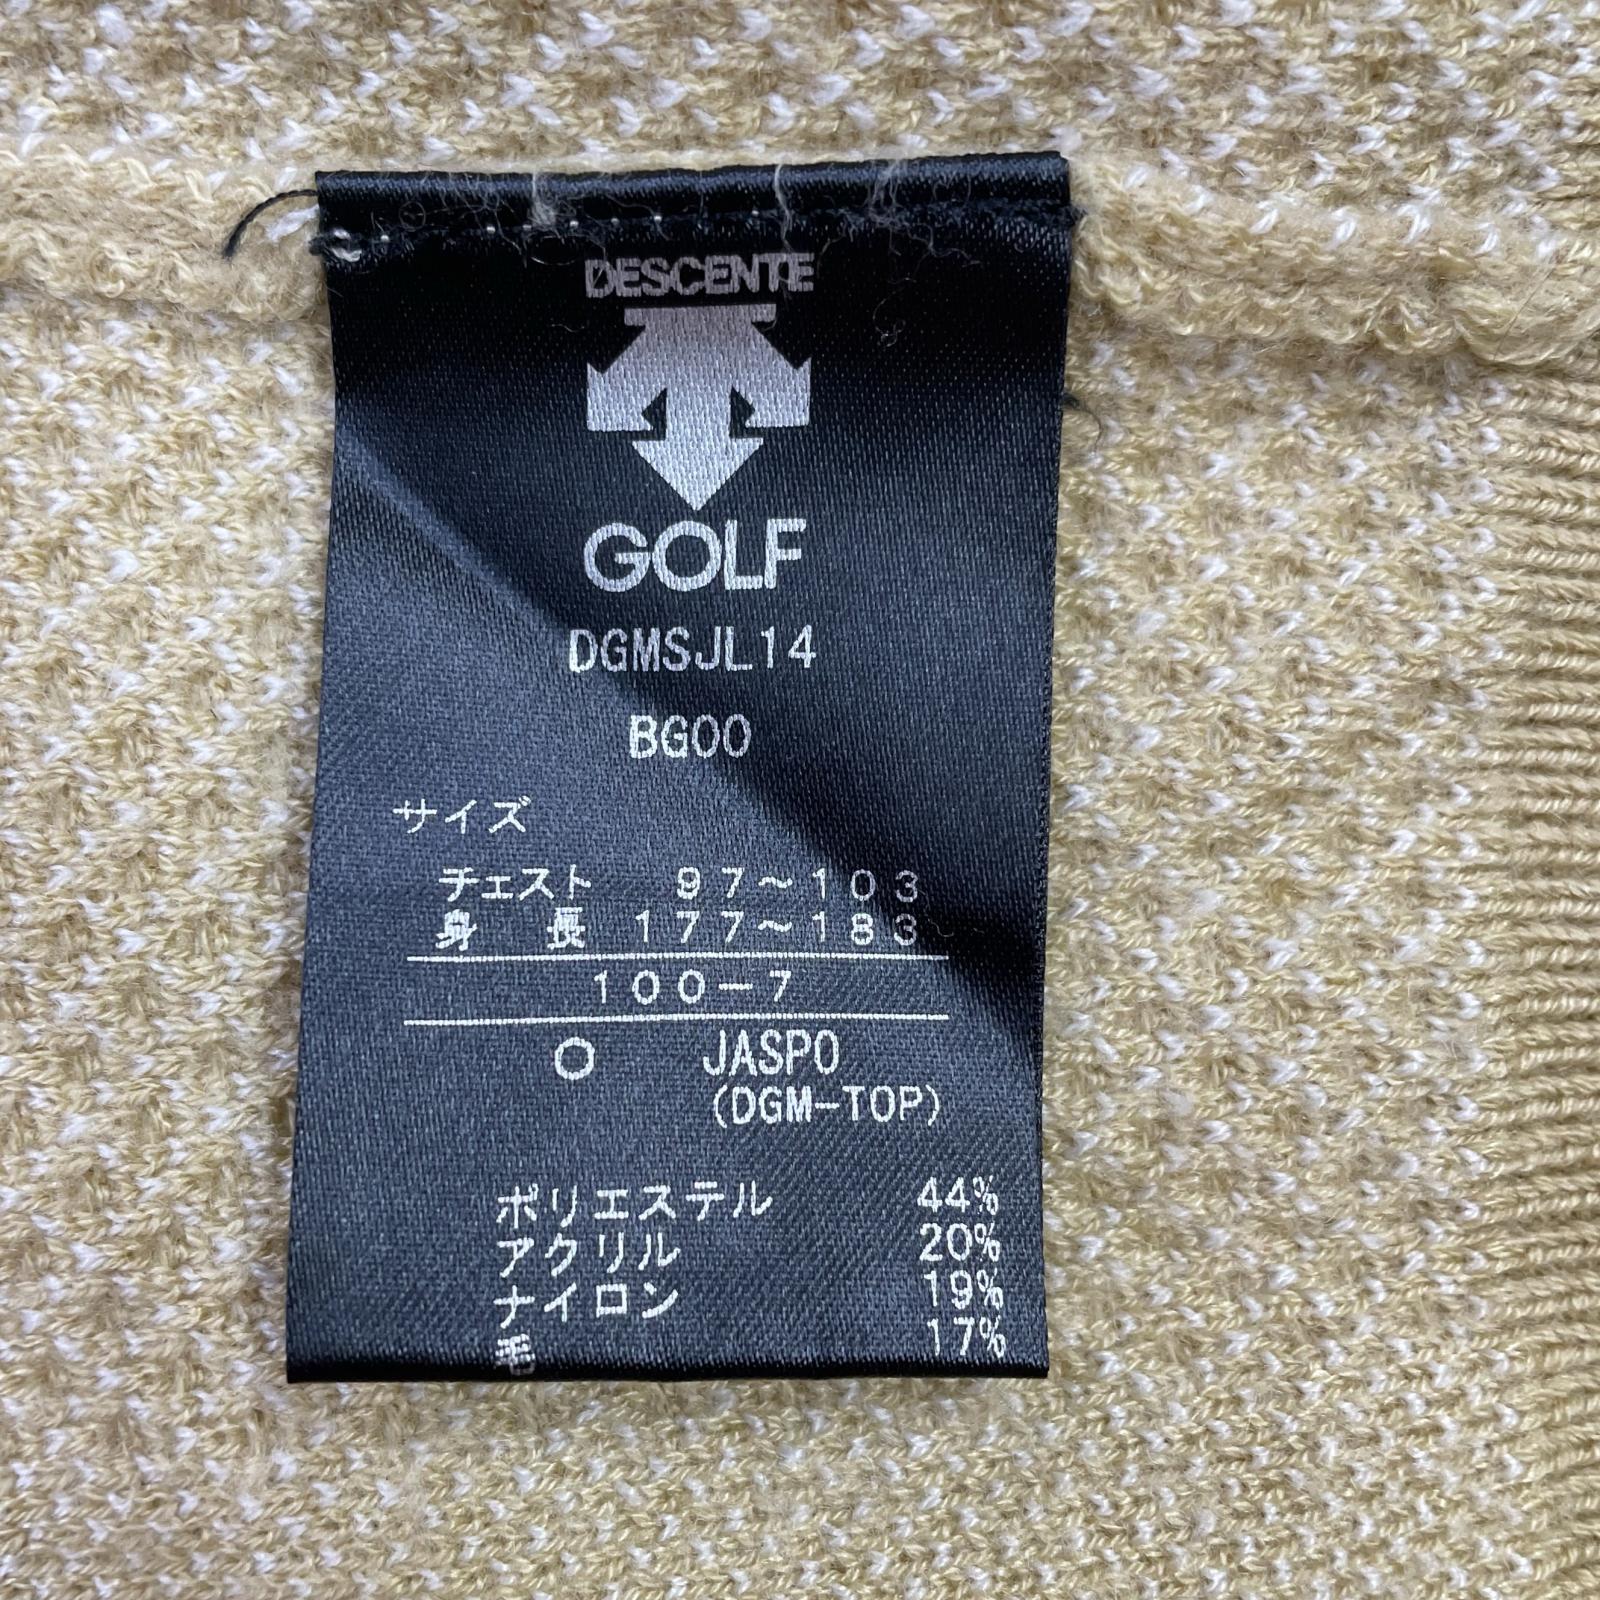 DESCENTE
GOLF
DGMSJL14
BG00
サイズ
チェスト 97~103
身長 177~183
100-7
O JASPO
(DGM-TOP)
ポリエステル 44%
アクリル 20%
ナイロン 19%
毛 17%